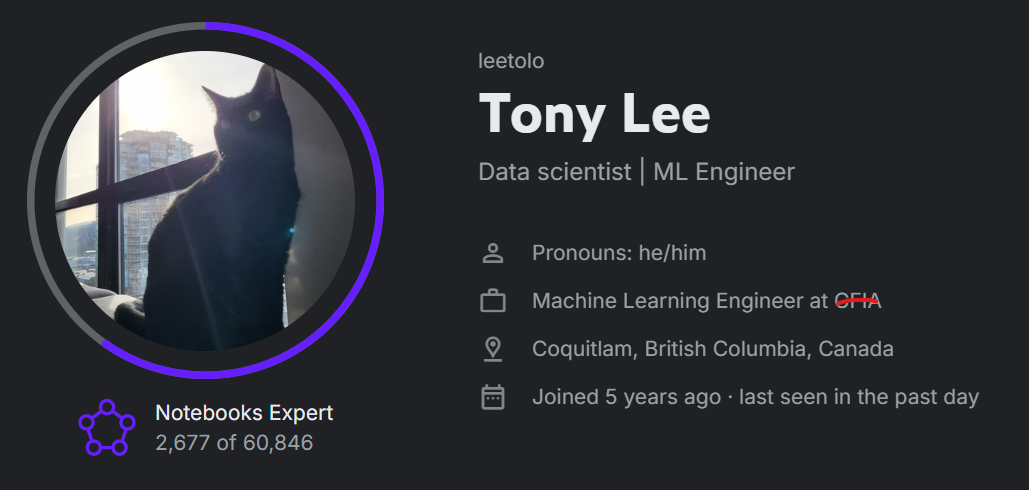 leetolo
Tony Lee
Data scientist | ML Engineer
Pronouns: he/him
Machine Learning Engineer at CFIA
Coquitlam, British Columbia, Canada
Joined 5 years ago · last seen in the past day
Notebooks Expert
2,677 of 60,846